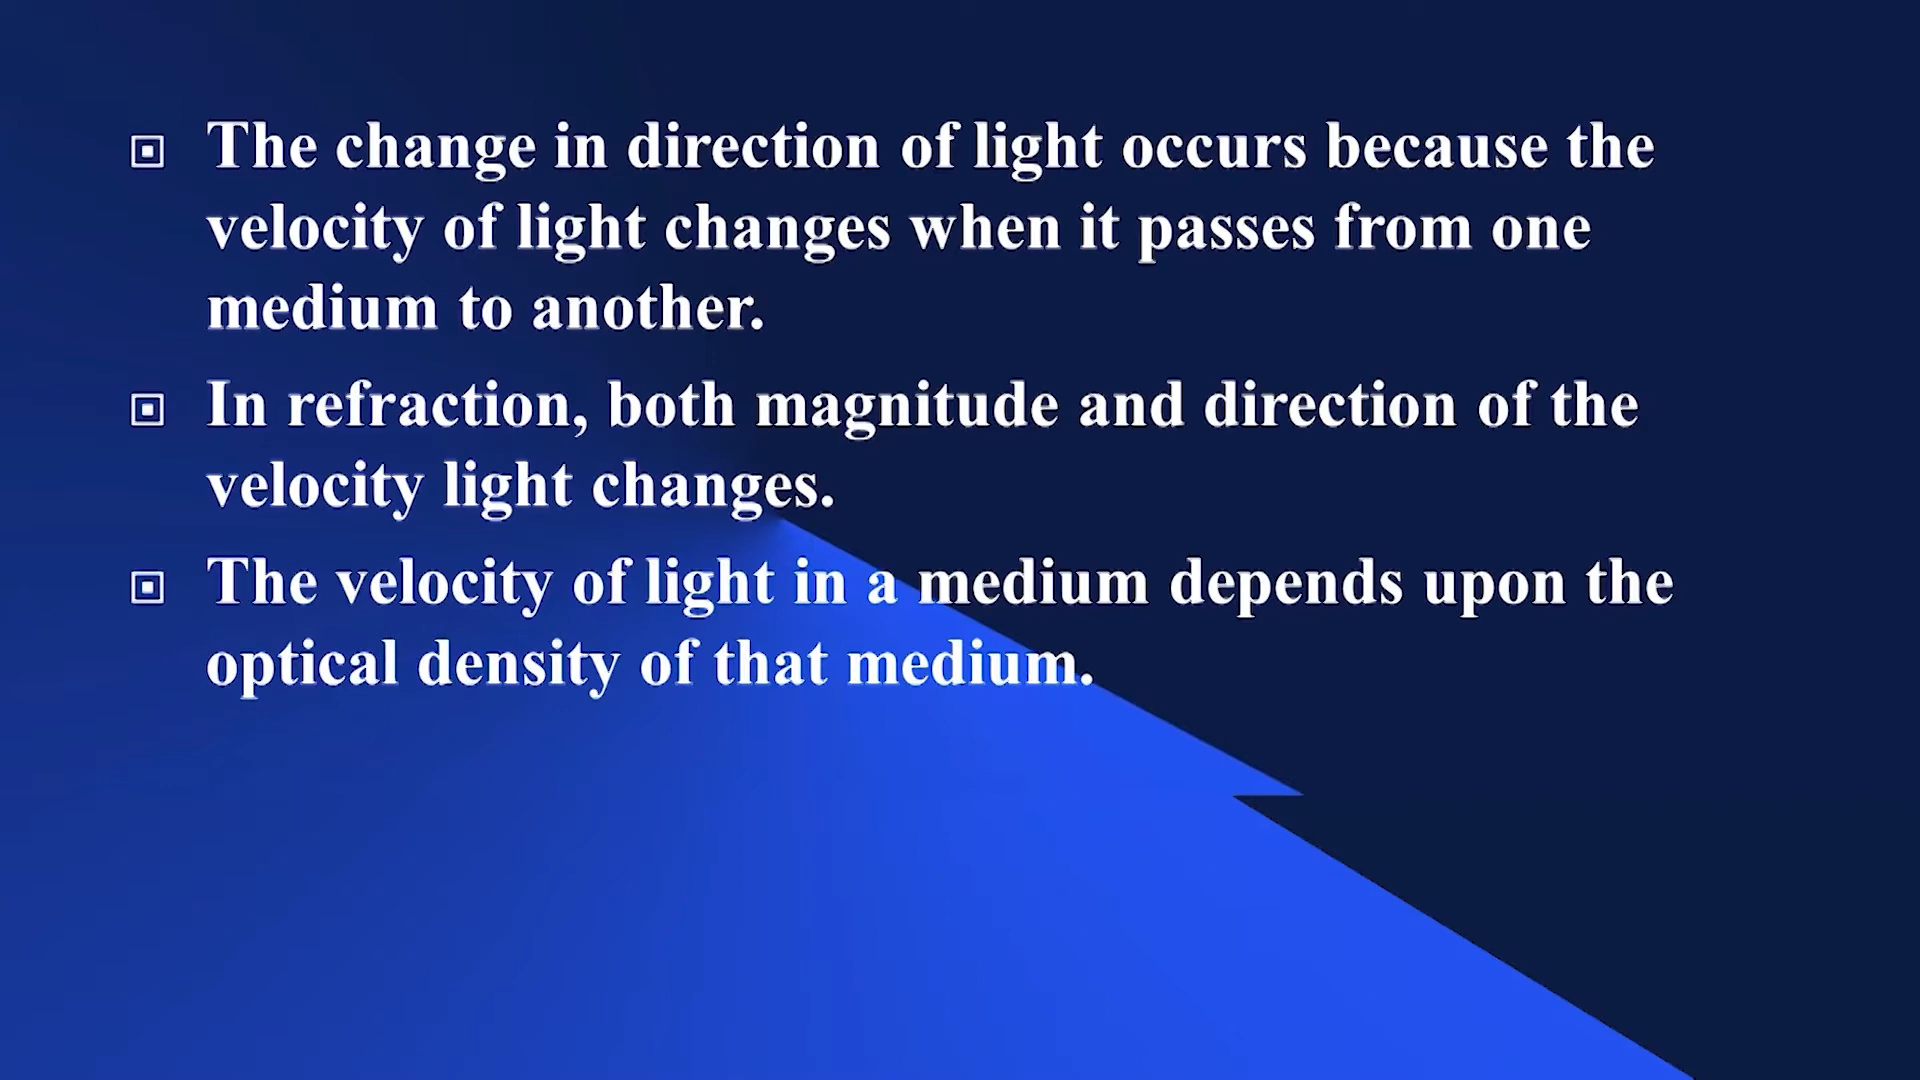 The change in direction of light occurs because the
velocity of light changes when it passes from one
medium to another.
In refraction, both magnitude and direction of the
velocity light changes.
The velocity of light in a medium depends upon the
optical density of that medium.